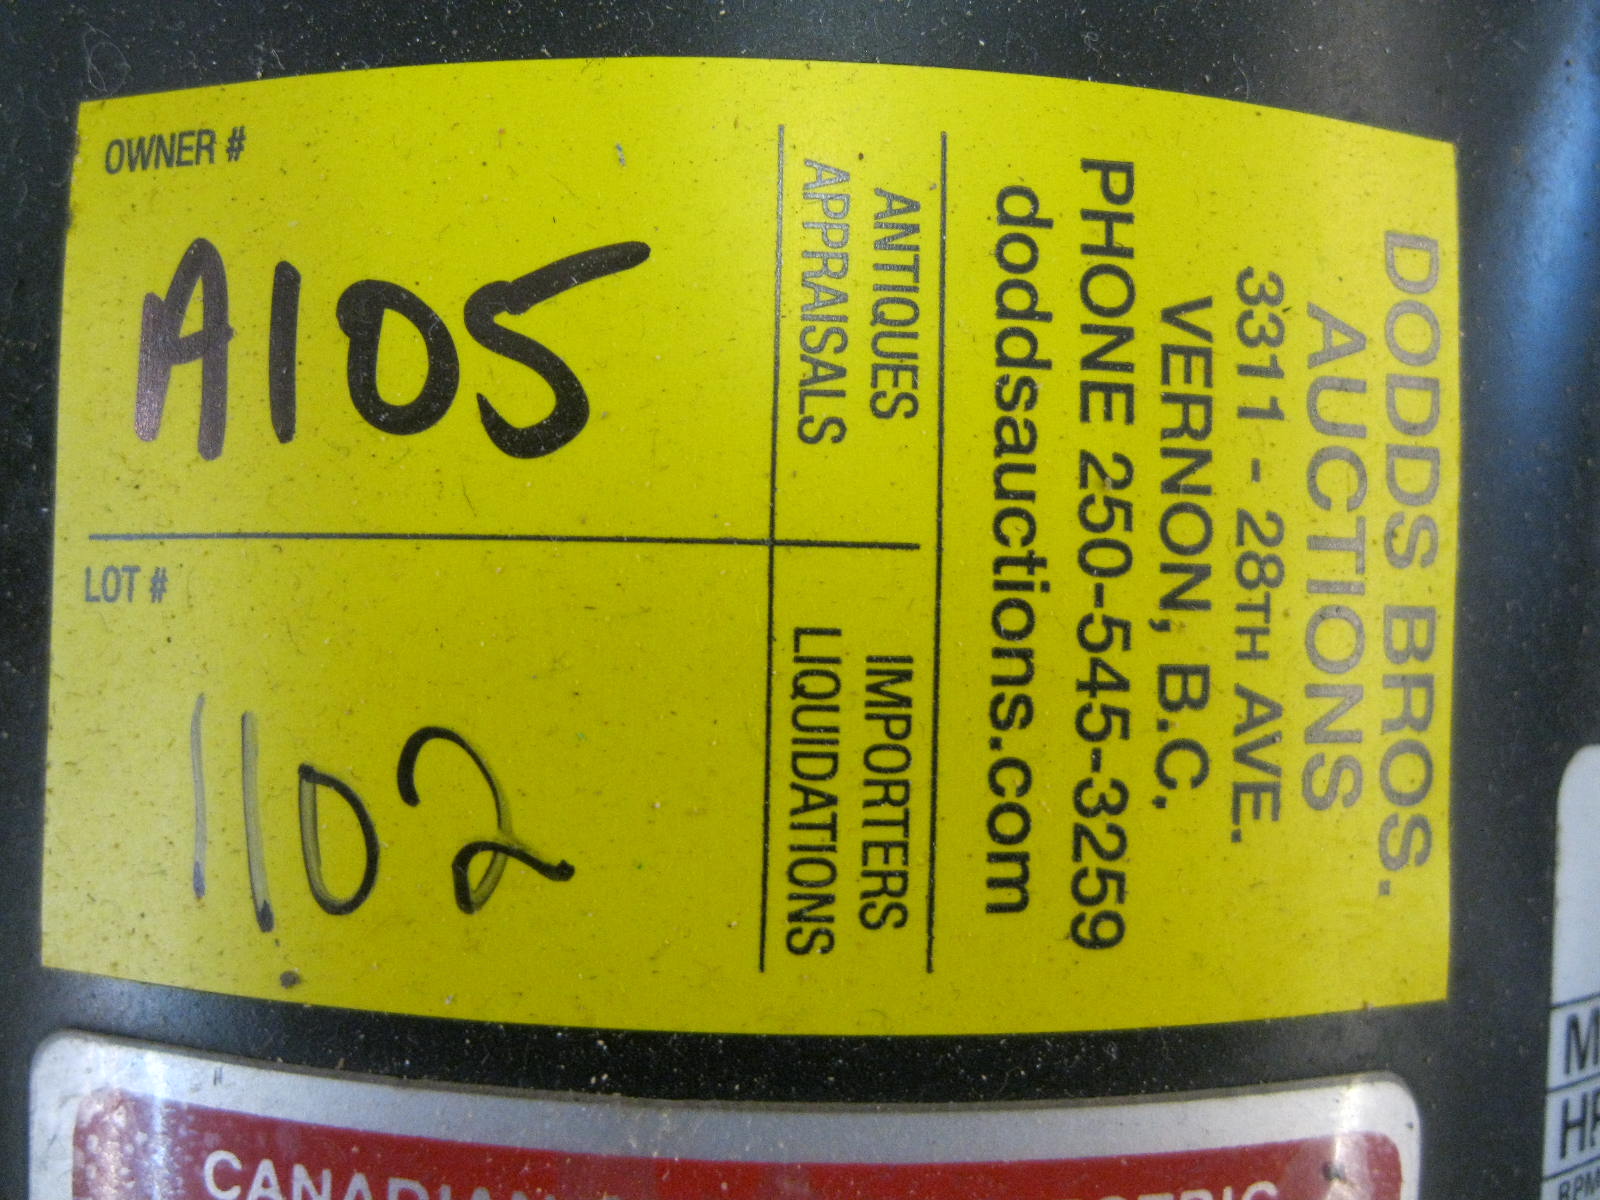 DODDS BROS.
AUCTIONS
3311 - 28TH AVE.
VERNON, B.C.
PHONE 250-545-3259
doddsauctions.com
ANTIQUES
APPRAISALS
IMPORTERS
LIQUIDATIONS
OWNER #
A105
LOT #
1102
CANADIAN